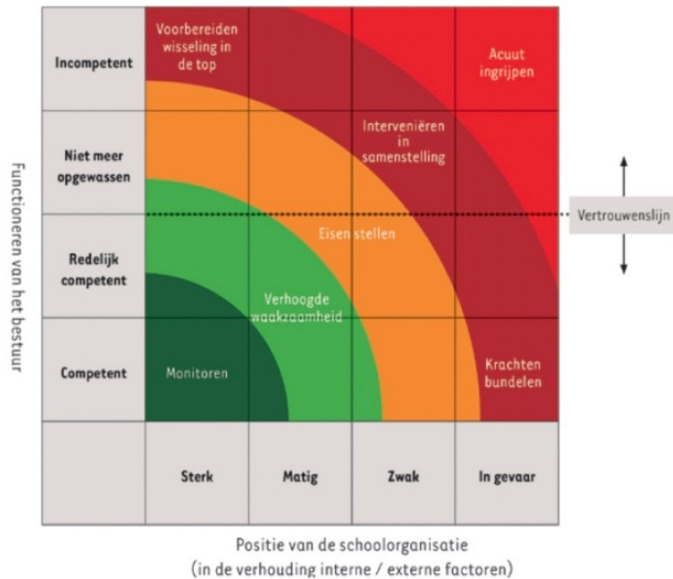 Voorbereiden
wisseling in
de top
Acuut
ingrijpen
Incompetent
Interveniëren
in
samenstelling
Niet meer
opgewassen
Vertrouwenslijn
Functioneren van het bestuur
Eisen stellen
Redelijk
competent
Verhoogde
waakzaamheid
Competent
Monitoren
Krachten
bundelen
Sterk
Matig
Zwak
In gevaar
Positie van de schoolorganisatie
(in de verhouding interne / externe factoren)